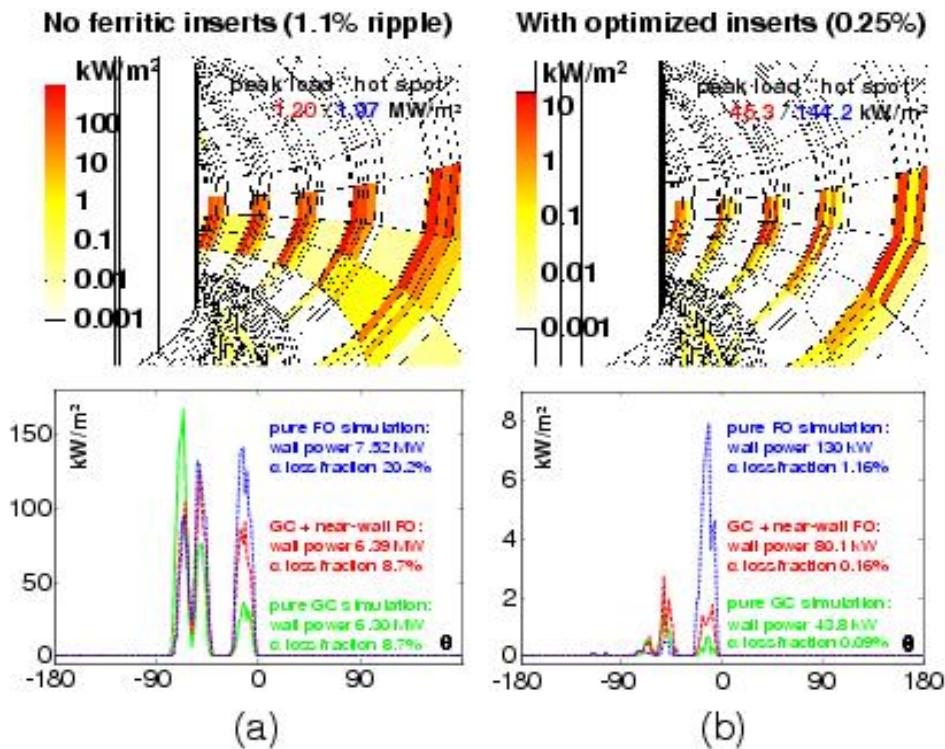 No ferritic inserts (1.1% ripple)
kW/m²
100
10
1
0.1
0.01
0.001
peak load hot spot
1.20 / 1.97 MW/m²
With optimized inserts (0.25%)
kW/m²
10
1
0.1
0.01
0.001
peak load hot spot
/ 144.2 kW/m²
kW/m²
150
100
50
0
pure FO simulation:
wall power 7.52 MW
α loss/fraction 20.2%
GC + near-wall FO:
wall power 6.39 MW
α loss/fraction 8.7%
pure GC simulation:
wall power 6.30 MW
α loss/fraction 8.7%
θ
-180
-90
0
90
(a)
kW/m²
8
6
4
2
0
pure FO simulation:
wall power 130 kW
α loss/fraction 1.16%
GC + near-wall FO:
wall power 80.1 kW
α loss/fraction 0.16%
pure GC simulation:
wall power 43.8 kW
α loss/fraction 0.09%
θ
-180
-90
0
90
180
(b)